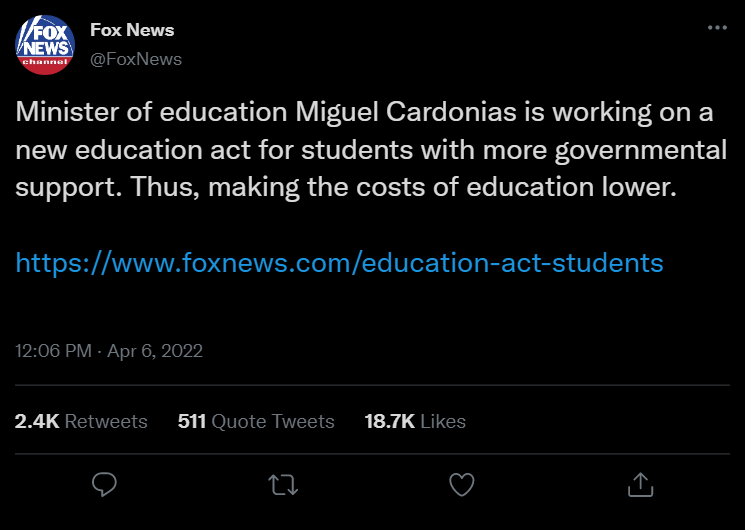 FOX
NEWS
channel
Fox News
@FoxNews
Minister of education Miguel Cardonias is working on a
new education act for students with more governmental
support. Thus, making the costs of education lower.
https://www.foxnews.com/education-act-students
12:06 PM · Apr 6, 2022
2.4K Retweets 511 Quote Tweets 18.7K Likes